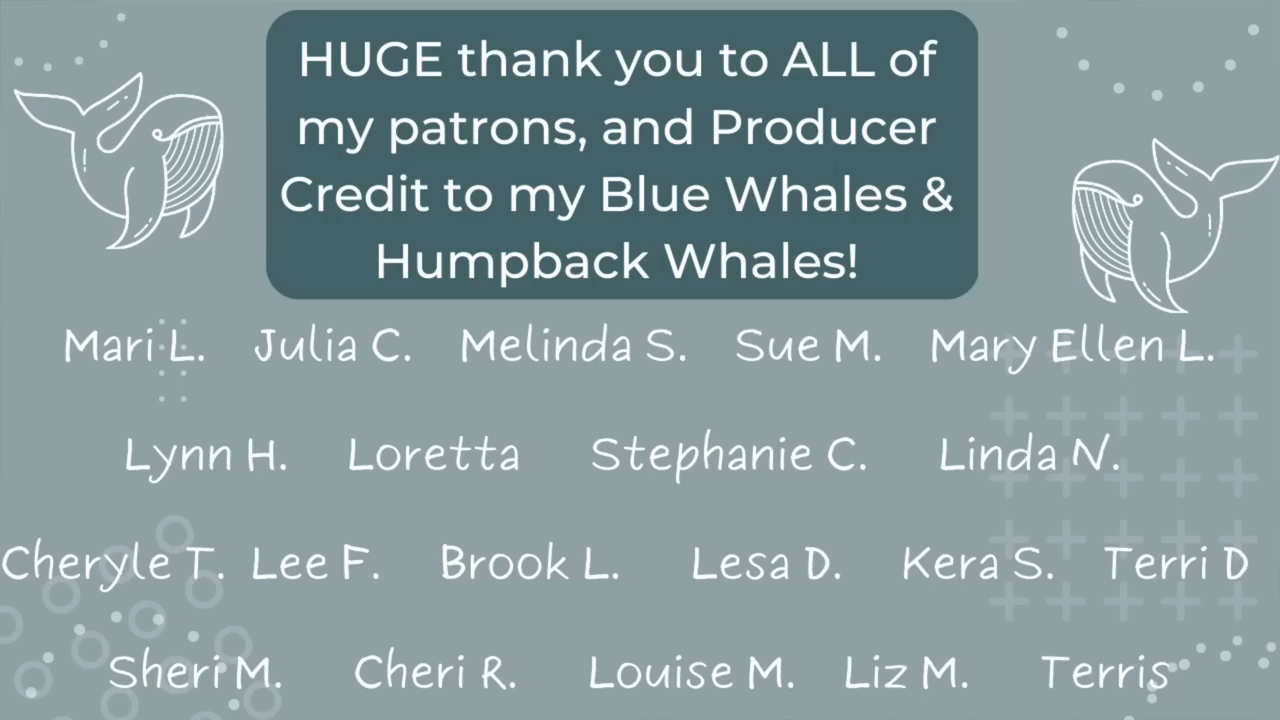 HUGE thank you to ALL of
my patrons, and Producer
Credit to my Blue Whales &
Humpback Whales!
Mari L. Julia C. Melinda S. Sue M. Mary Ellen L.
Lynn H. Loretta Stephanie C. Linda N.
Cheryle T. Lee F. Brook L. Lesa D. Kera S. Terri D
Sheri M. Cheri R. Louise M. Liz M. Terris